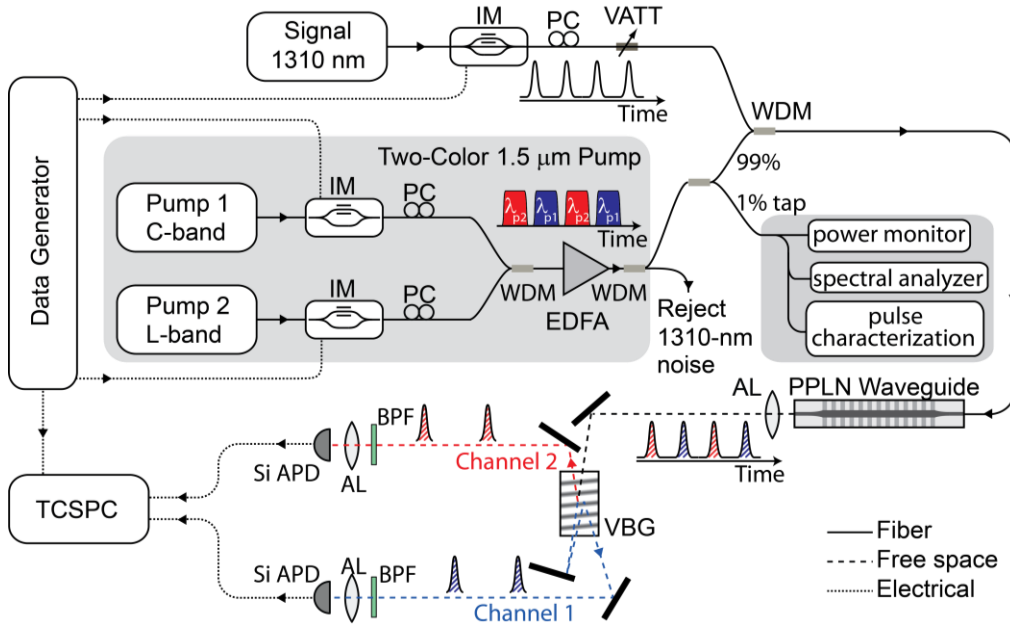 Signal
1310 nm
IM
PC
VATT
Time
WDM
Data Generator
Two-Color 1.5 μm Pump
99%
1% tap
Pump 1
C-band
IM
PC
λp2 λp1 λp2 λp1
Time
power monitor
spectral analyzer
pulse
characterization
Pump 2
L-band
IM
PC
WDM
EDFA
WDM
Reject
1310-nm
noise
AL
PPLN Waveguide
Time
BPF
Si APD
AL
Channel 2
VBG
TCSPC
Si APD
AL
BPF
Channel 1
Fiber
Free space
Electrical